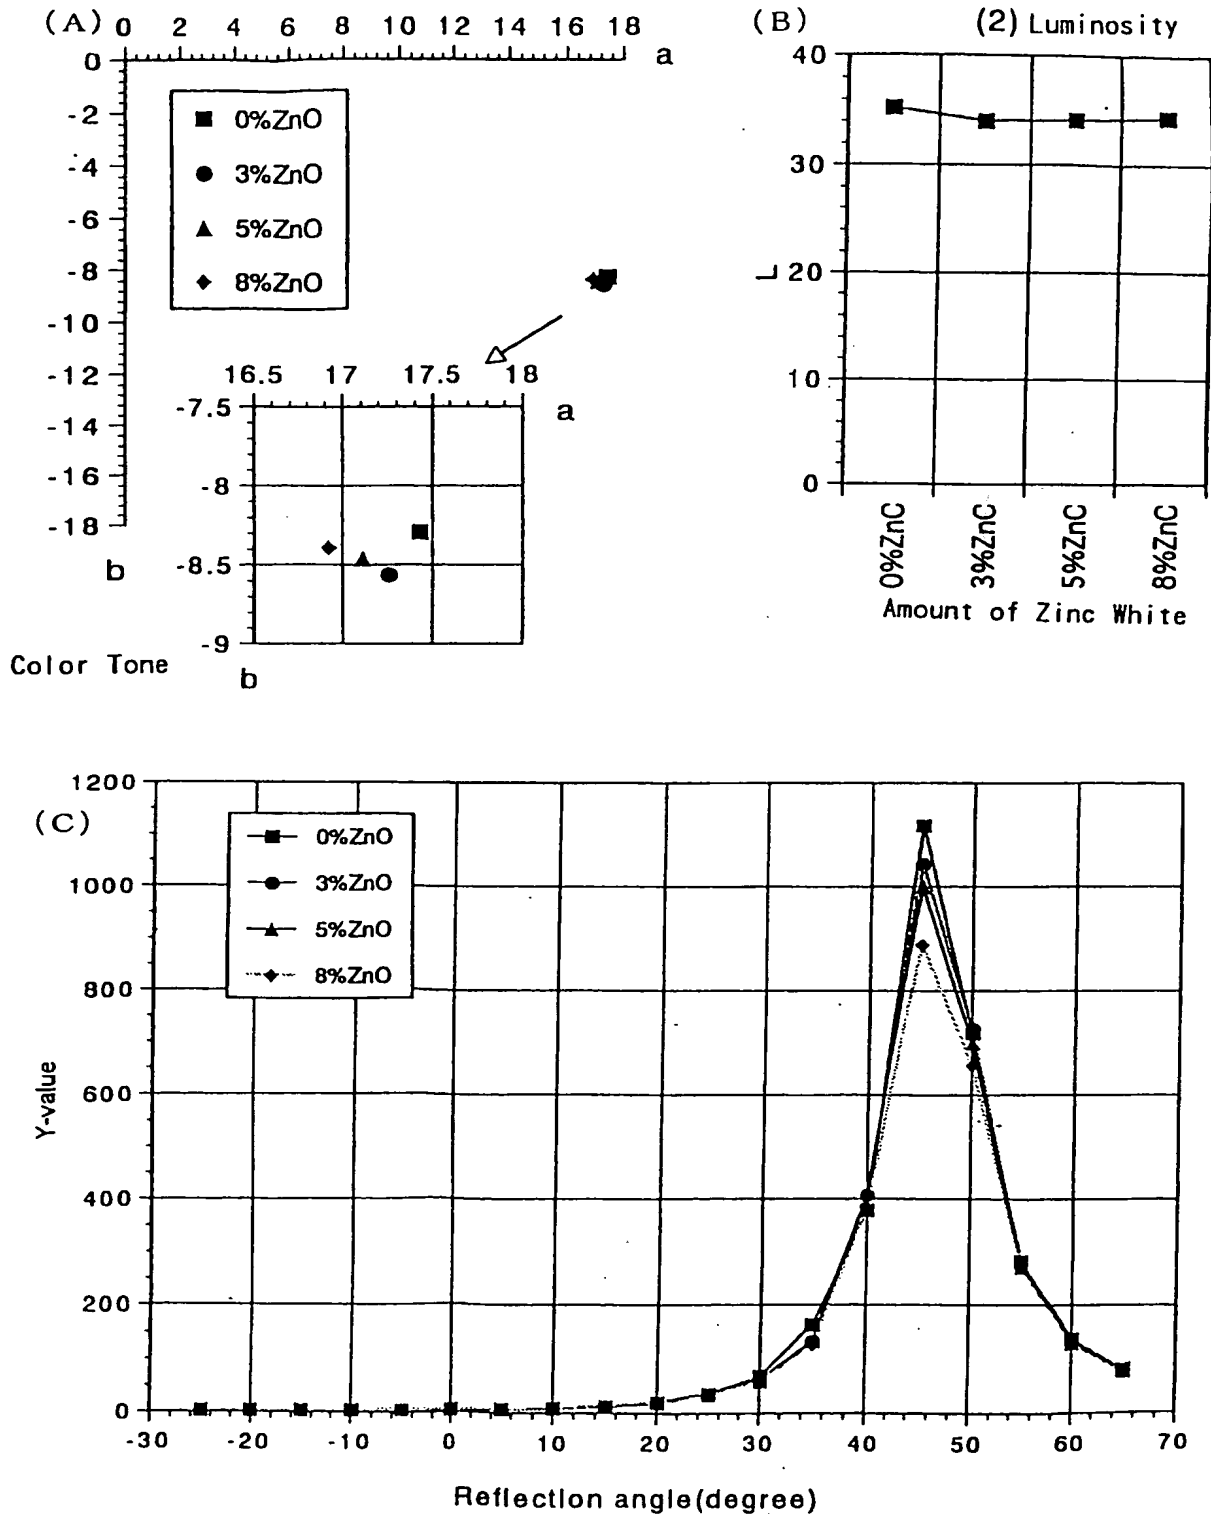 (A)
0 2 4 6 8 10 12 14 16 18
a
0
-2
-4
-6
-8
-10
-12
-14
-16
-18
b
■ 0%ZnO
● 3%ZnO
▲ 5%ZnO
◆ 8%ZnO
16.5 17 17.5 18
a
-7.5
-8
-8.5
-9
b
Color Tone
(B)
(2) Luminosity
40
30
20
10
0
L
0%ZnC
3%ZnC
5%ZnC
8%ZnC
Amount of Zinc White
(C)
1200
1000
800
600
400
200
0
Y-value
0%ZnO
3%ZnO
5%ZnO
8%ZnO
-30 -20 -10 0 10 20 30 40 50 60 70
Reflection angle(degree)